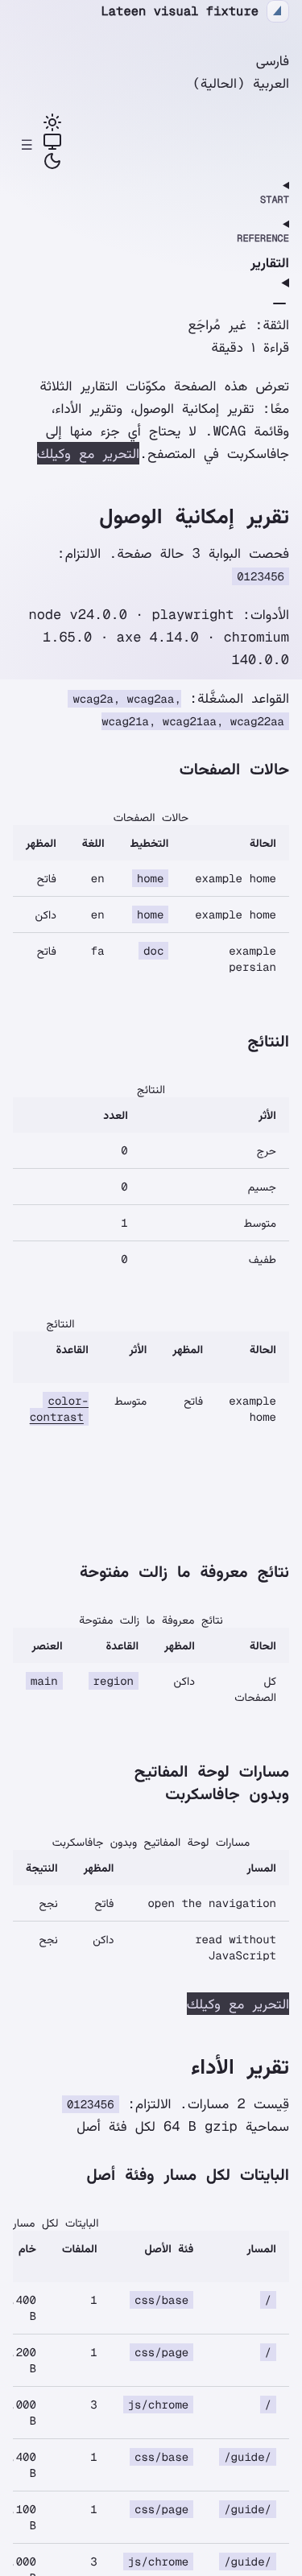 Lateen visual fixture
فارسی
العربية (الحالية)
START
REFERENCE
التقارير
الثقة: غير مُراجَع
قراءة ١ دقيقة
تعرض هذه الصفحة مكوّنات التقارير الثلاثة
معًا: تقرير إمكانية الوصول، وتقرير الأداء،
وقائمة WCAG. لا يحتاج أي جزء منها إلى
جافاسكربت في المتصفح. التحرير مع وكيلك
تقرير إمكانية الوصول
فحصت البوابة 3 حالة صفحة. الالتزام:
0123456
الأدوات: node v24.0.0 · playwright
1.65.0 · axe 4.14.0 · chromium
140.0.0
القواعد المشغَّلة: wcag2a, wcag2aa,
wcag21a, wcag21aa, wcag22aa
حالات الصفحات
حالات الصفحات
الحالة التخطيط اللغة المظهر
example home home en فاتح
example home home en داكن
example persian doc fa فاتح
النتائج
النتائج
الأثر العدد
حرج 0
جسيم 0
متوسط 1
طفيف 0
النتائج
الحالة المظهر الأثر القاعدة
example home فاتح متوسط color-contrast
نتائج معروفة ما زالت مفتوحة
نتائج معروفة ما زالت مفتوحة
الحالة المظهر القاعدة العنصر
كل الصفحات داكن region main
مسارات لوحة المفاتيح
وبدون جافاسكربت
مسارات لوحة المفاتيح وبدون جافاسكربت
المسار المظهر النتيجة
open the navigation فاتح نجح
read without JavaScript داكن نجح
التحرير مع وكيلك
تقرير الأداء
قِيست 2 مسارات. الالتزام: 0123456
سماحية 64 B gzip لكل فئة أصل
البايتات لكل مسار وفئة أصل
البايتات لكل مسار
المسار فئة الأصل الملفات خام
/ css/base 1 400 B
/ css/page 1 200 B
/ js/chrome 3 000 B
/guide/ css/base 1 400 B
/guide/ css/page 1 100 B
/guide/ js/chrome 3 000